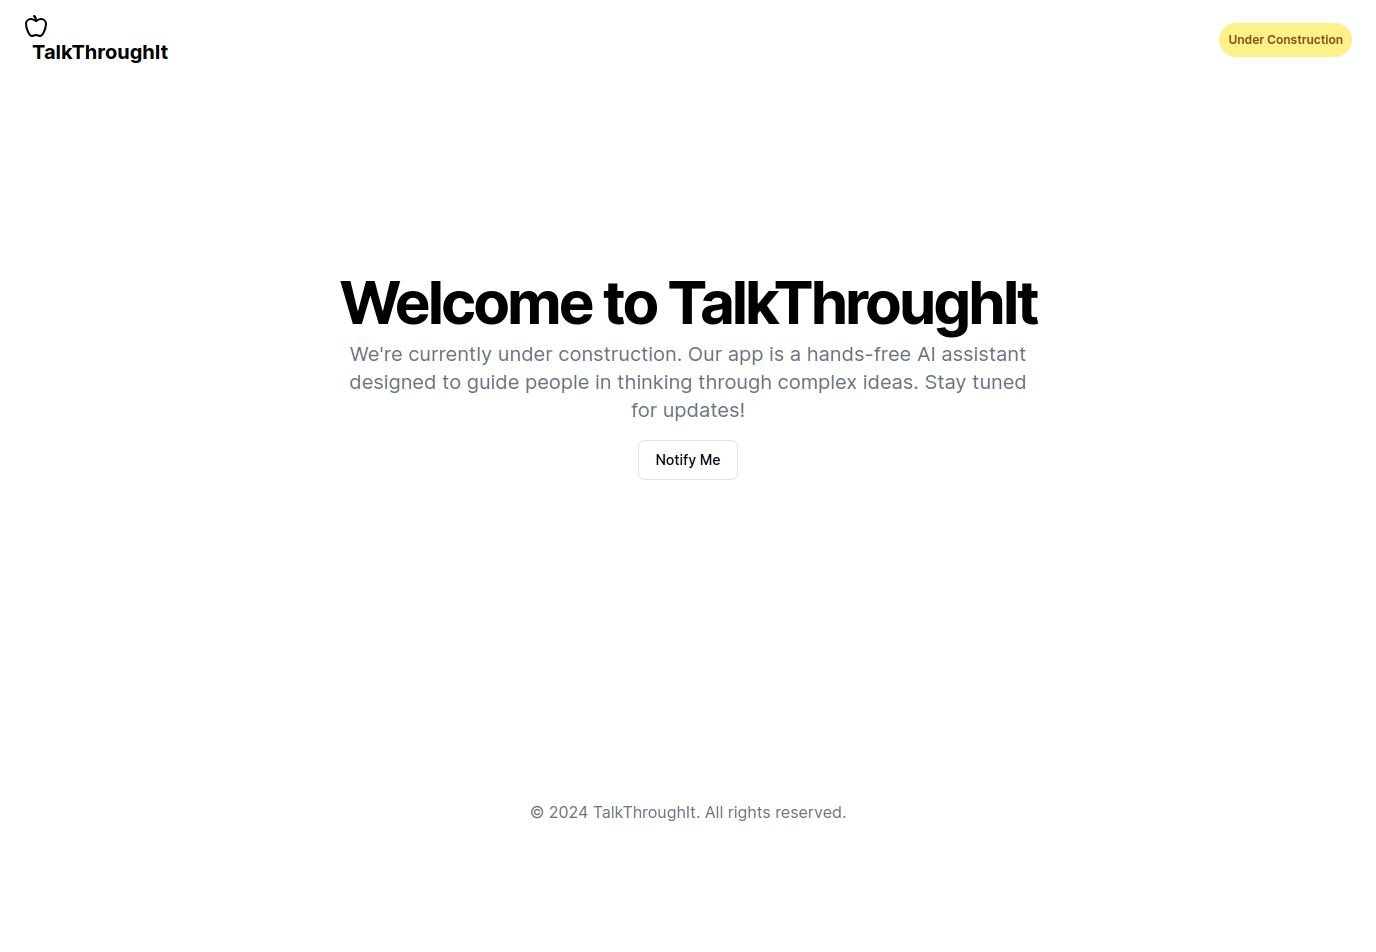 TalkThroughIt
Under Construction
Welcome to TalkThroughIt
We're currently under construction. Our app is a hands-free AI assistant
designed to guide people in thinking through complex ideas. Stay tuned
for updates!
Notify Me
© 2024 TalkThroughIt. All rights reserved.